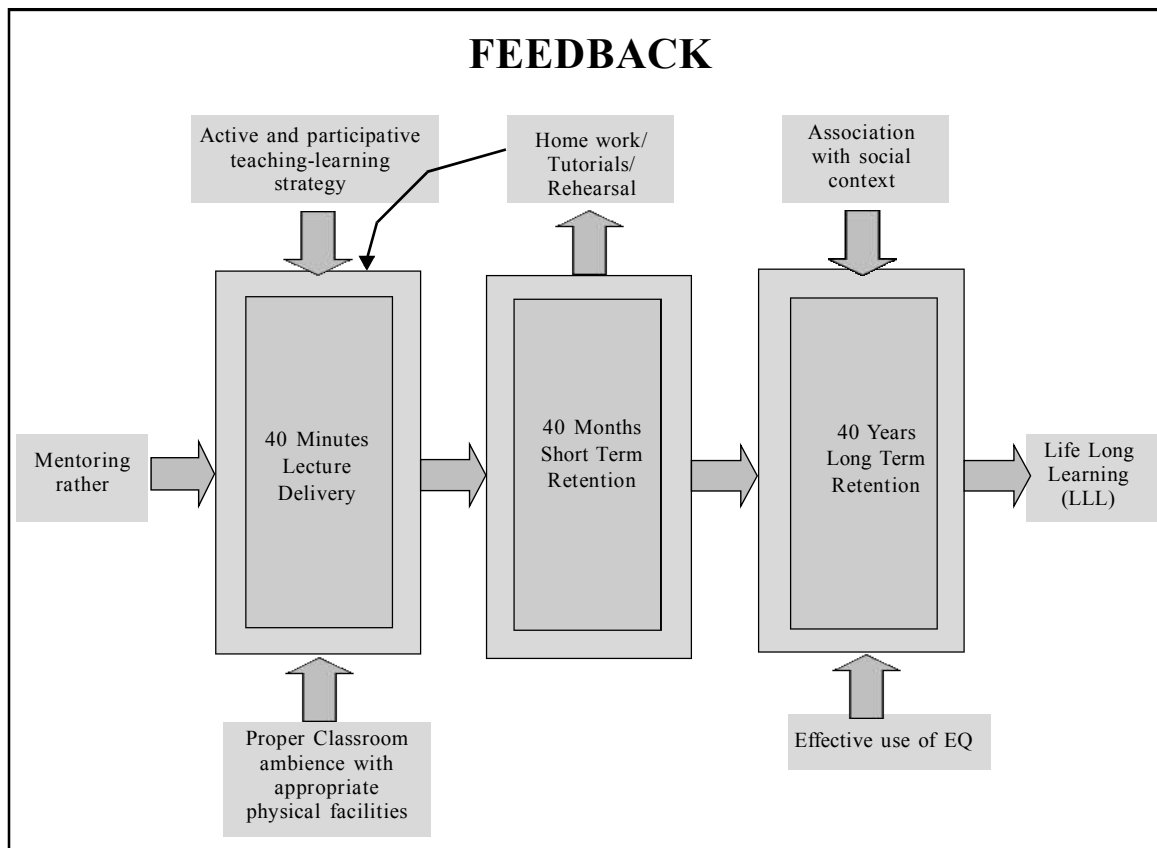 FEEDBACK
Active and participative
teaching-learning
strategy
Home work/
Tutorials/
Rehearsal
Association
with social
context
Mentoring
rather
40 Minutes
Lecture
Delivery
40 Months
Short Term
Retention
40 Years
Long Term
Retention
Life Long
Learning
(LLL)
Proper Classroom
ambience with
appropriate
physical facilities
Effective use of EQ